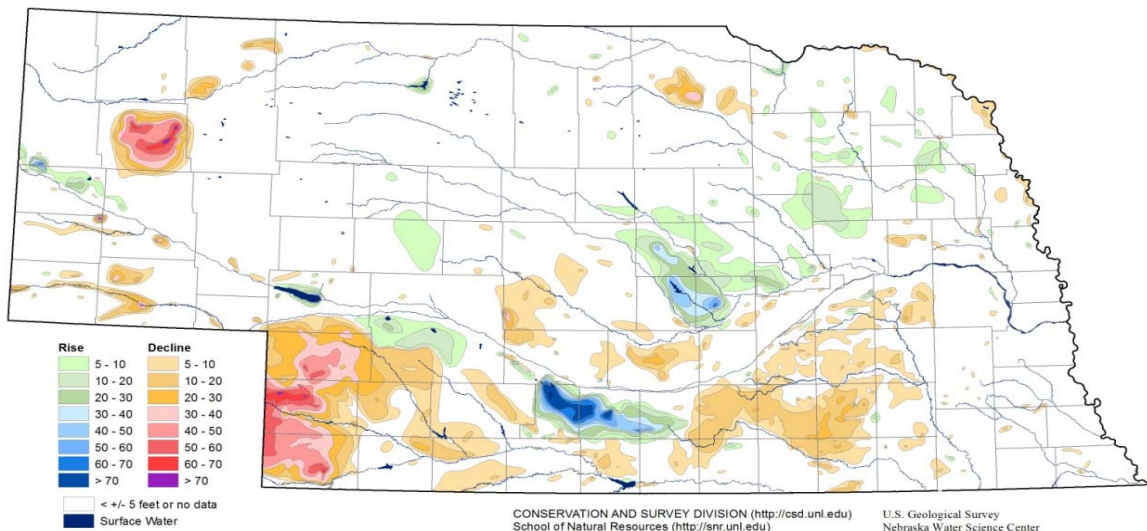 Rise Decline
5 - 10 5 - 10
10 - 20 10 - 20
20 - 30 20 - 30
30 - 40 30 - 40
40 - 50 40 - 50
50 - 60 50 - 60
60 - 70 60 - 70
> 70 > 70
< +/- 5 feet or no data
Surface Water
CONSERVATION AND SURVEY DIVISION (http://csd.unl.edu)
School of Natural Resources (http://snr.unl.edu)
U.S. Geological Survey
Nebraska Water Science Center